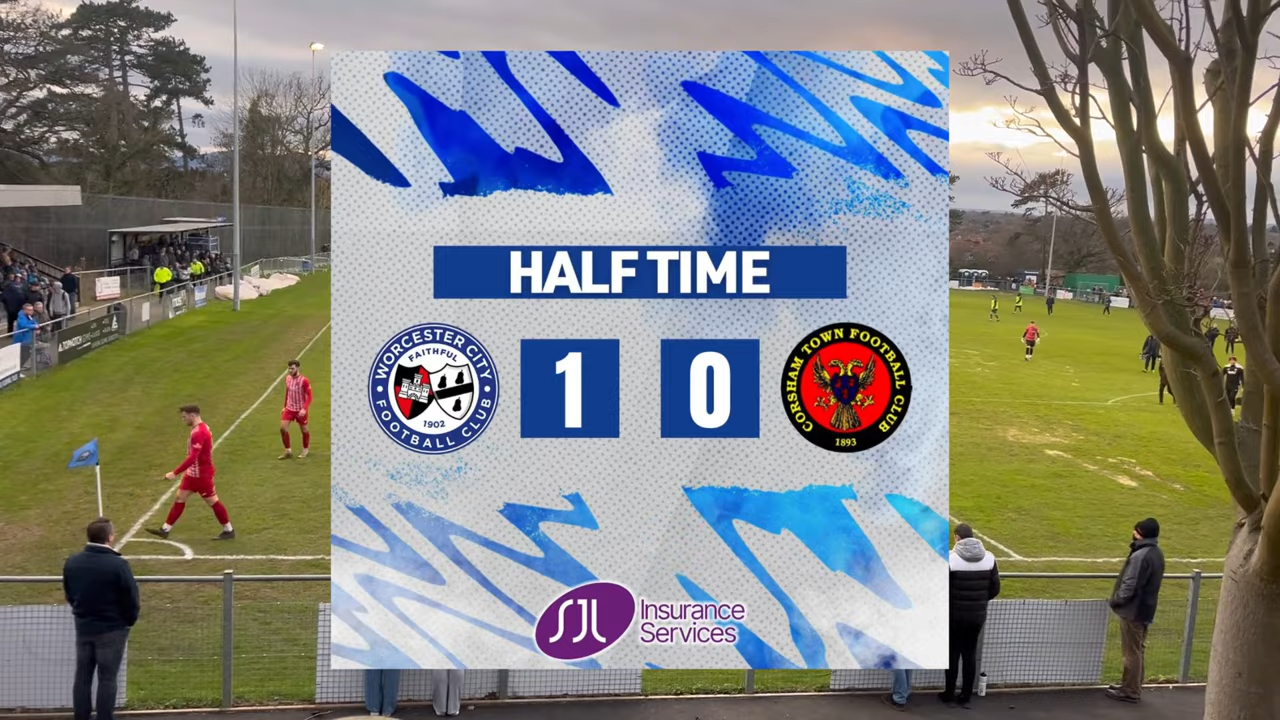 HALF TIME
WORCESTER CITY
FAITHFUL
1902
FOOTBALL CLUB
1 0
CORSHAM TOWN FOOTBALL CLUB
1893
SJL Insurance
Services